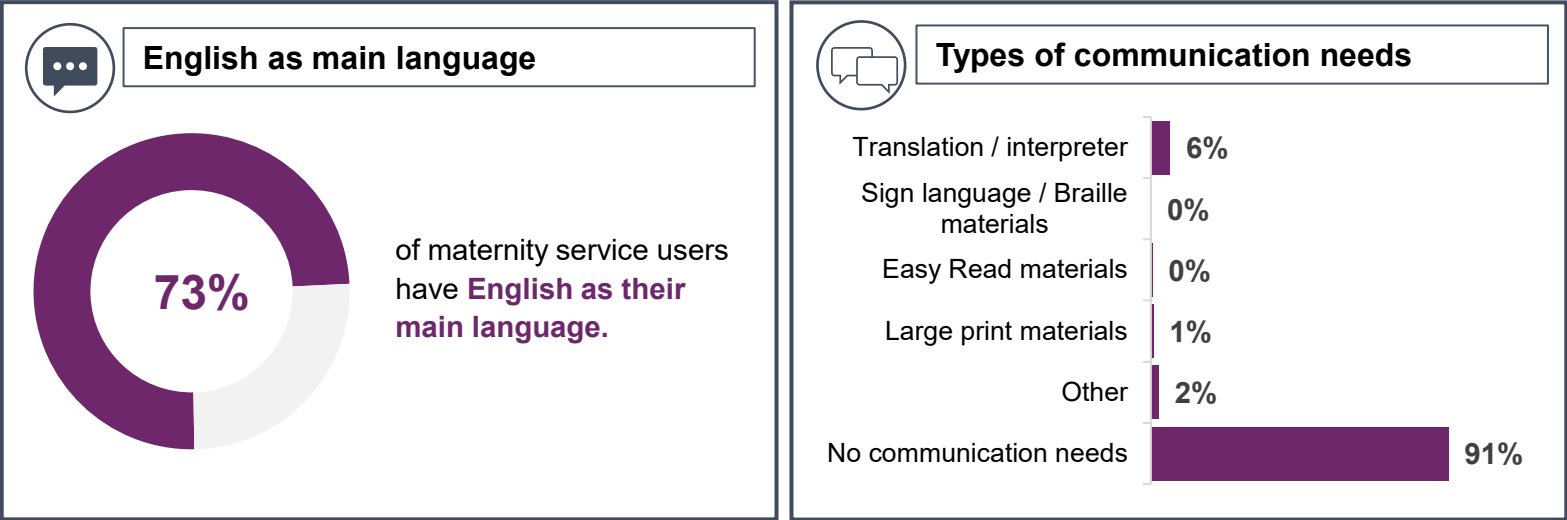 English as main language
73%
of maternity service users
have English as their
main language.
Types of communication needs
Translation / interpreter 6%
Sign language / Braille
materials 0%
Easy Read materials 0%
Large print materials 1%
Other 2%
No communication needs 91%